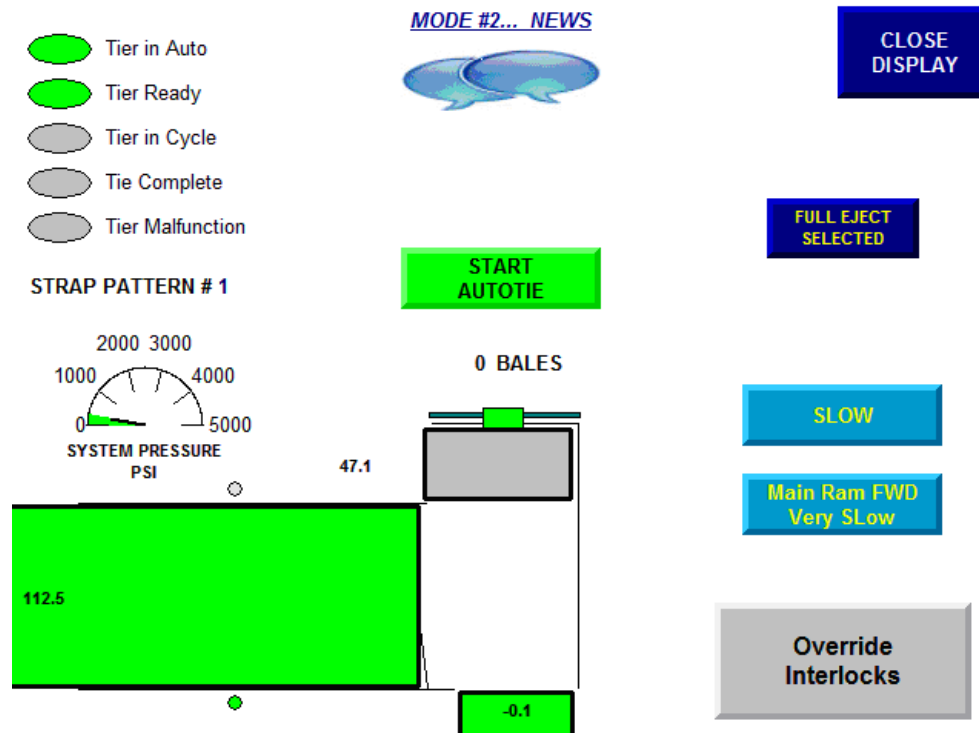 MODE #2... NEWS
CLOSE
DISPLAY
Tier in Auto
Tier Ready
Tier in Cycle
Tie Complete
Tier Malfunction
FULL EJECT
SELECTED
START
AUTOTIE
STRAP PATTERN # 1
2000 3000
1000 4000
0 5000
SYSTEM PRESSURE
PSI
0 BALES
47.1
SLOW
Main Ram FWD
Very SLow
112.5
Override
Interlocks
-0.1